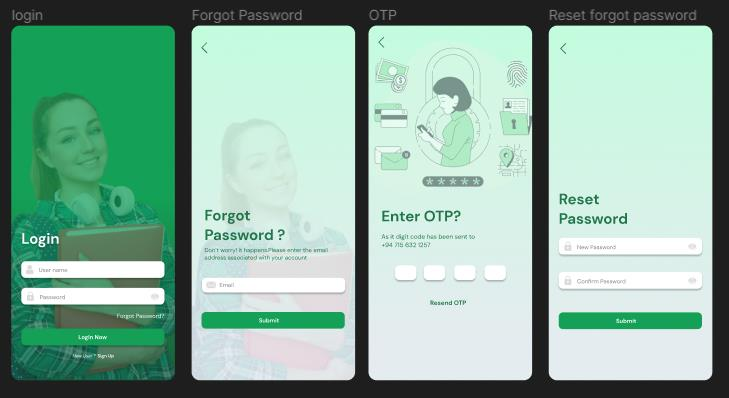 login
Login
User name
Password
Forgot Password?
Login Now
New User ? Sign Up
Forgot Password
Forgot
Password ?
Don't worry! it happens.Please enter the email
address associated with your account
Email
Submit
OTP
*****
Enter OTP?
As it digit code has been sent to
+94 715 632 1257
Resend OTP
Reset forgot password
Reset
Password
New Password
Confirm Password
Submit